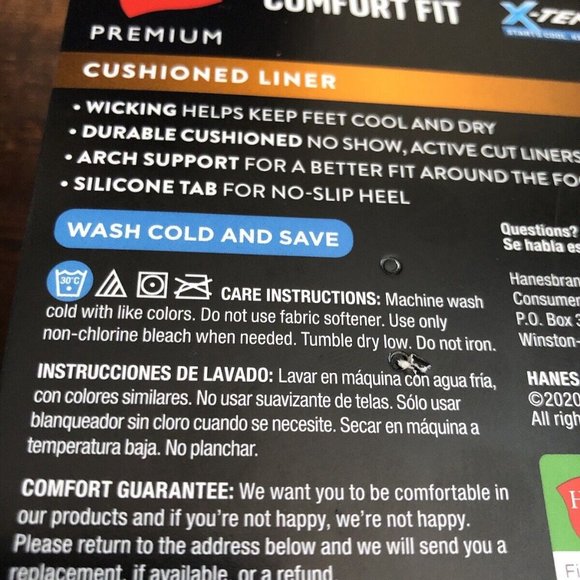 COMFORT FIT
PREMIUM
CUSHIONED LINER
• WICKING HELPS KEEP FEET COOL AND DRY
• DURABLE CUSHIONED NO SHOW, ACTIVE CUT LINERS
• ARCH SUPPORT FOR A BETTER FIT AROUND THE
• SILICONE TAB FOR NO-SLIP HEEL
WASH COLD AND SAVE
30°C
CARE INSTRUCTIONS: Machine wash
cold with like colors. Do not use fabric softener. Use only
non-chlorine bleach when needed. Tumble dry low. Do not iron.
INSTRUCCIONES DE LAVADO: Lavar en máquina con agua fría,
con colores similares. No usar suavizante de telas. Sólo usar
blanqueador sin cloro cuando se necesite. Secar en máquina a
temperatura baja. No planchar.
COMFORT GUARANTEE: We want you to be comfortable in
our products and if you're not happy, we're not happy.
Please return to the address below and we will send you a
replacement, if available, or a refund
Questions?
Se habla es
Hanesbran
Consumer
P.O. Box 3
Winston-
HANES
©2020
All righ